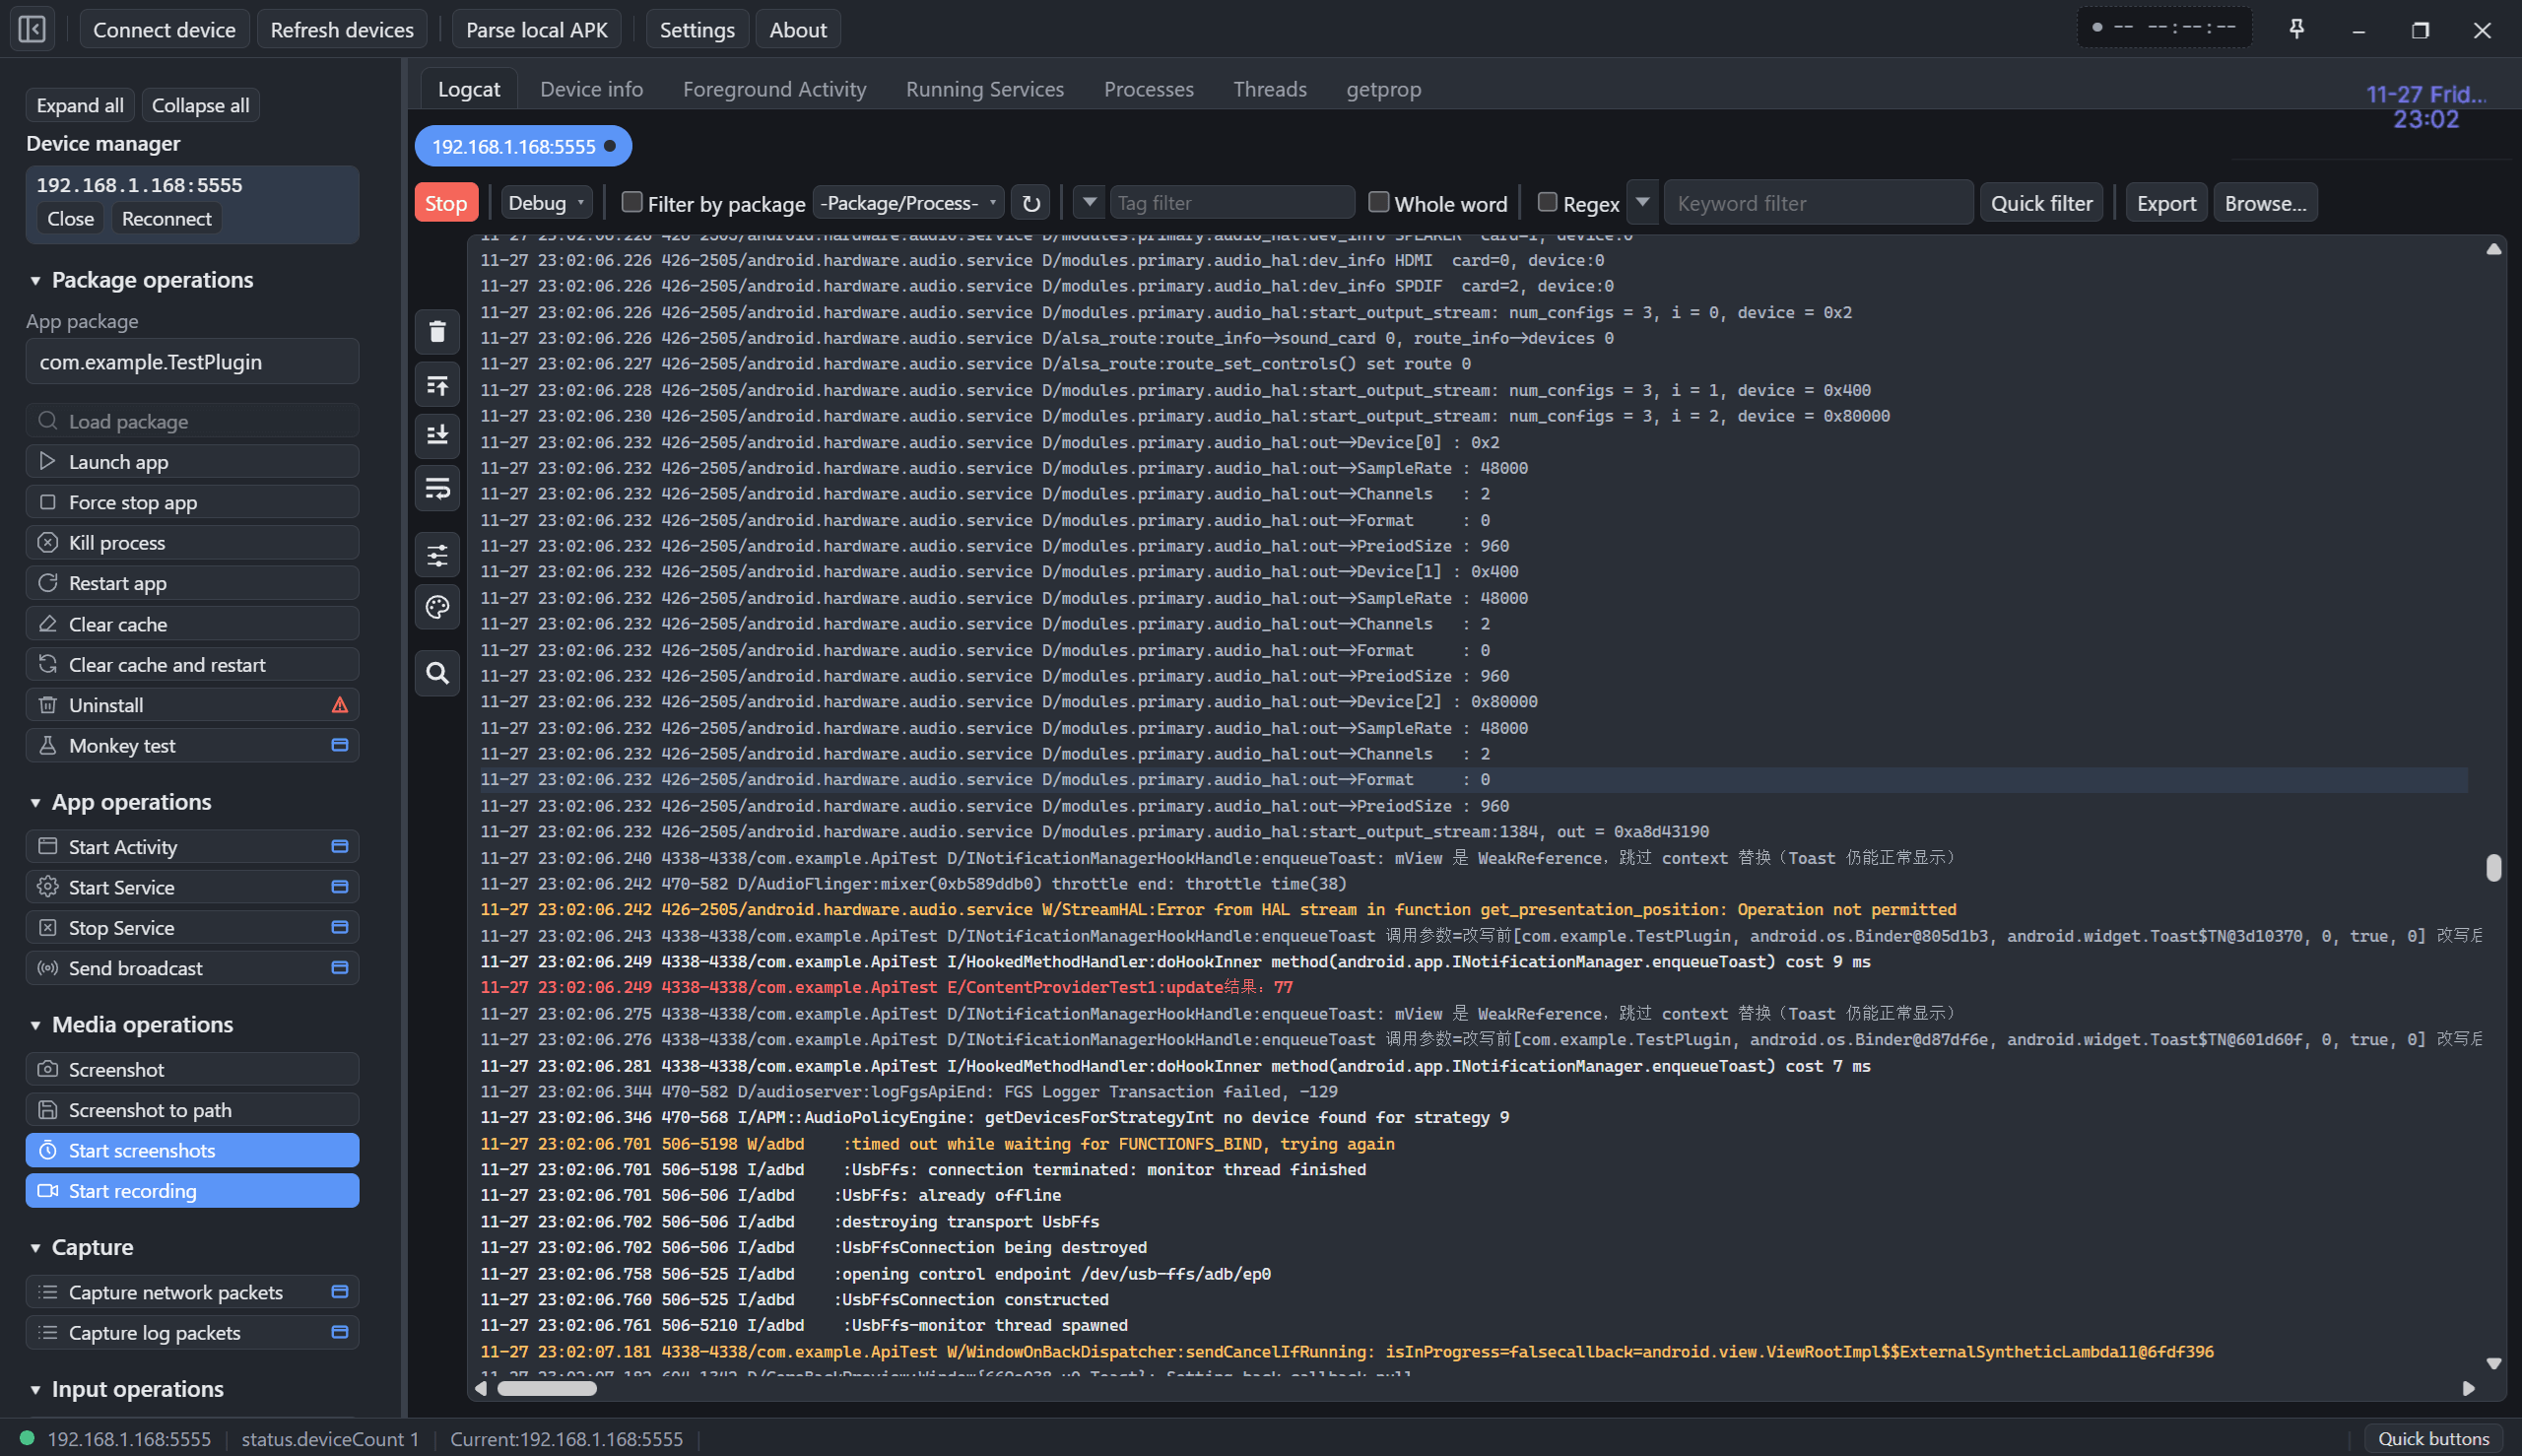 Connect device Refresh devices Parse local APK Settings About -- --:--:--
Expand all Collapse all
Device manager
192.168.1.168:5555
Close Reconnect
Package operations
App package
com.example.TestPlugin
Load package
Launch app
Force stop app
Kill process
Restart app
Clear cache
Clear cache and restart
Uninstall
Monkey test
App operations
Start Activity
Start Service
Stop Service
Send broadcast
Media operations
Screenshot
Screenshot to path
Start screenshots
Start recording
Capture
Capture network packets
Capture log packets
Input operations
Logcat Device info Foreground Activity Running Services Processes Threads getprop
11-27 Frid...
23:02
192.168.1.168:5555
Stop Debug Filter by package -Package/Process- Tag filter Whole word Regex Keyword filter Quick filter Export Browse...
11-27 23:02:06.226 426-2505/android.hardware.audio.service D/modules.primary.audio_hal:dev_info SPEAKER card=1, device:0
11-27 23:02:06.226 426-2505/android.hardware.audio.service D/modules.primary.audio_hal:dev_info HDMI card=0, device:0
11-27 23:02:06.226 426-2505/android.hardware.audio.service D/modules.primary.audio_hal:dev_info SPDIF card=2, device:0
11-27 23:02:06.226 426-2505/android.hardware.audio.service D/modules.primary.audio_hal:start_output_stream: num_configs = 3, i = 0, device = 0x2
11-27 23:02:06.226 426-2505/android.hardware.audio.service D/alsa_route:route_info->sound_card 0, route_info->devices 0
11-27 23:02:06.227 426-2505/android.hardware.audio.service D/alsa_route:route_set_controls() set route 0
11-27 23:02:06.228 426-2505/android.hardware.audio.service D/modules.primary.audio_hal:start_output_stream: num_configs = 3, i = 1, device = 0x400
11-27 23:02:06.230 426-2505/android.hardware.audio.service D/modules.primary.audio_hal:start_output_stream: num_configs = 3, i = 2, device = 0x80000
11-27 23:02:06.232 426-2505/android.hardware.audio.service D/modules.primary.audio_hal:out->Device[0] : 0x2
11-27 23:02:06.232 426-2505/android.hardware.audio.service D/modules.primary.audio_hal:out->SampleRate : 48000
11-27 23:02:06.232 426-2505/android.hardware.audio.service D/modules.primary.audio_hal:out->Channels : 2
11-27 23:02:06.232 426-2505/android.hardware.audio.service D/modules.primary.audio_hal:out->Format : 0
11-27 23:02:06.232 426-2505/android.hardware.audio.service D/modules.primary.audio_hal:out->PreiodSize : 960
11-27 23:02:06.232 426-2505/android.hardware.audio.service D/modules.primary.audio_hal:out->Device[1] : 0x400
11-27 23:02:06.232 426-2505/android.hardware.audio.service D/modules.primary.audio_hal:out->SampleRate : 48000
11-27 23:02:06.232 426-2505/android.hardware.audio.service D/modules.primary.audio_hal:out->Channels : 2
11-27 23:02:06.232 426-2505/android.hardware.audio.service D/modules.primary.audio_hal:out->Format : 0
11-27 23:02:06.232 426-2505/android.hardware.audio.service D/modules.primary.audio_hal:out->PreiodSize : 960
11-27 23:02:06.232 426-2505/android.hardware.audio.service D/modules.primary.audio_hal:out->Device[2] : 0x80000
11-27 23:02:06.232 426-2505/android.hardware.audio.service D/modules.primary.audio_hal:out->SampleRate : 48000
11-27 23:02:06.232 426-2505/android.hardware.audio.service D/modules.primary.audio_hal:out->Channels : 2
11-27 23:02:06.232 426-2505/android.hardware.audio.service D/modules.primary.audio_hal:out->Format : 0
11-27 23:02:06.232 426-2505/android.hardware.audio.service D/modules.primary.audio_hal:out->PreiodSize : 960
11-27 23:02:06.232 426-2505/android.hardware.audio.service D/modules.primary.audio_hal:start_output_stream:1384, out = 0xa8d43190
11-27 23:02:06.240 4338-4338/com.example.ApiTest D/INotificationManagerHookHandle:enqueueToast: mView 是 WeakReference，跳过 context 替换（Toast 仍能正常显示）
11-27 23:02:06.242 470-582 D/AudioFlinger:mixer(0xb589ddb0) throttle end: throttle time(38)
11-27 23:02:06.242 426-2505/android.hardware.audio.service W/StreamHAL:Error from HAL stream in function get_presentation_position: Operation not permitted
11-27 23:02:06.243 4338-4338/com.example.ApiTest D/INotificationManagerHookHandle:enqueueToast 调用参数=改写前[com.example.TestPlugin, android.os.Binder@805d1b3, android.widget.Toast$TN@3d10370, 0, true, 0] 改写后
11-27 23:02:06.249 4338-4338/com.example.ApiTest I/HookedMethodHandler:doHookInner method(android.app.INotificationManager.enqueueToast) cost 9 ms
11-27 23:02:06.249 4338-4338/com.example.ApiTest E/ContentProviderTest1:update结果：77
11-27 23:02:06.275 4338-4338/com.example.ApiTest D/INotificationManagerHookHandle:enqueueToast: mView 是 WeakReference，跳过 context 替换（Toast 仍能正常显示）
11-27 23:02:06.276 4338-4338/com.example.ApiTest D/INotificationManagerHookHandle:enqueueToast 调用参数=改写前[com.example.TestPlugin, android.os.Binder@d87df6e, android.widget.Toast$TN@601d60f, 0, true, 0] 改写后
11-27 23:02:06.281 4338-4338/com.example.ApiTest I/HookedMethodHandler:doHookInner method(android.app.INotificationManager.enqueueToast) cost 7 ms
11-27 23:02:06.344 470-582 D/audioserver:logFgsApiEnd: FGS Logger Transaction failed, -129
11-27 23:02:06.346 470-568 I/APM::AudioPolicyEngine: getDevicesForStrategyInt no device found for strategy 9
11-27 23:02:06.701 506-5198 W/adbd :timed out while waiting for FUNCTIONFS_BIND, trying again
11-27 23:02:06.701 506-5198 I/adbd :UsbFfs: connection terminated: monitor thread finished
11-27 23:02:06.701 506-506 I/adbd :UsbFfs: already offline
11-27 23:02:06.702 506-506 I/adbd :destroying transport UsbFfs
11-27 23:02:06.702 506-506 I/adbd :UsbFfsConnection being destroyed
11-27 23:02:06.758 506-525 I/adbd :opening control endpoint /dev/usb-ffs/adb/ep0
11-27 23:02:06.760 506-525 I/adbd :UsbFfsConnection constructed
11-27 23:02:06.761 506-5210 I/adbd :UsbFfs-monitor thread spawned
11-27 23:02:07.181 4338-4338/com.example.ApiTest W/WindowOnBackDispatcher:sendCancelIfRunning: isInProgress=falsecallback=android.view.ViewRootImpl$$ExternalSyntheticLambda11@6fdf396
192.168.1.168:5555 status.deviceCount 1 Current:192.168.1.168:5555 Quick buttons